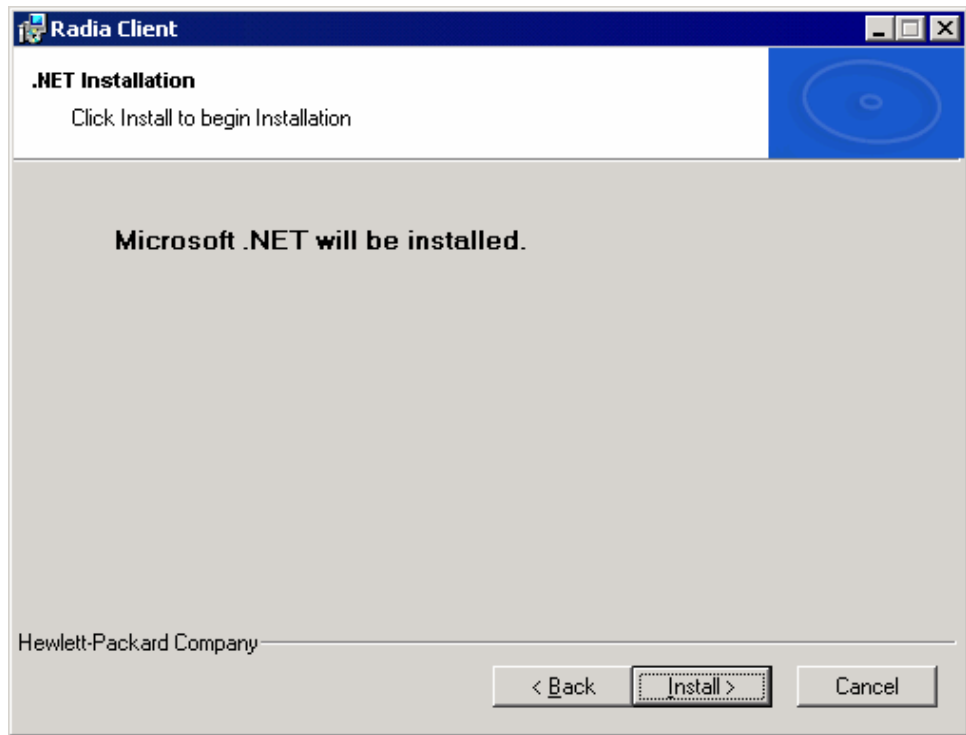 Radia Client
.NET Installation
Click Install to begin Installation
Microsoft .NET will be installed.
Hewlett-Packard Company
< Back
Install >
Cancel